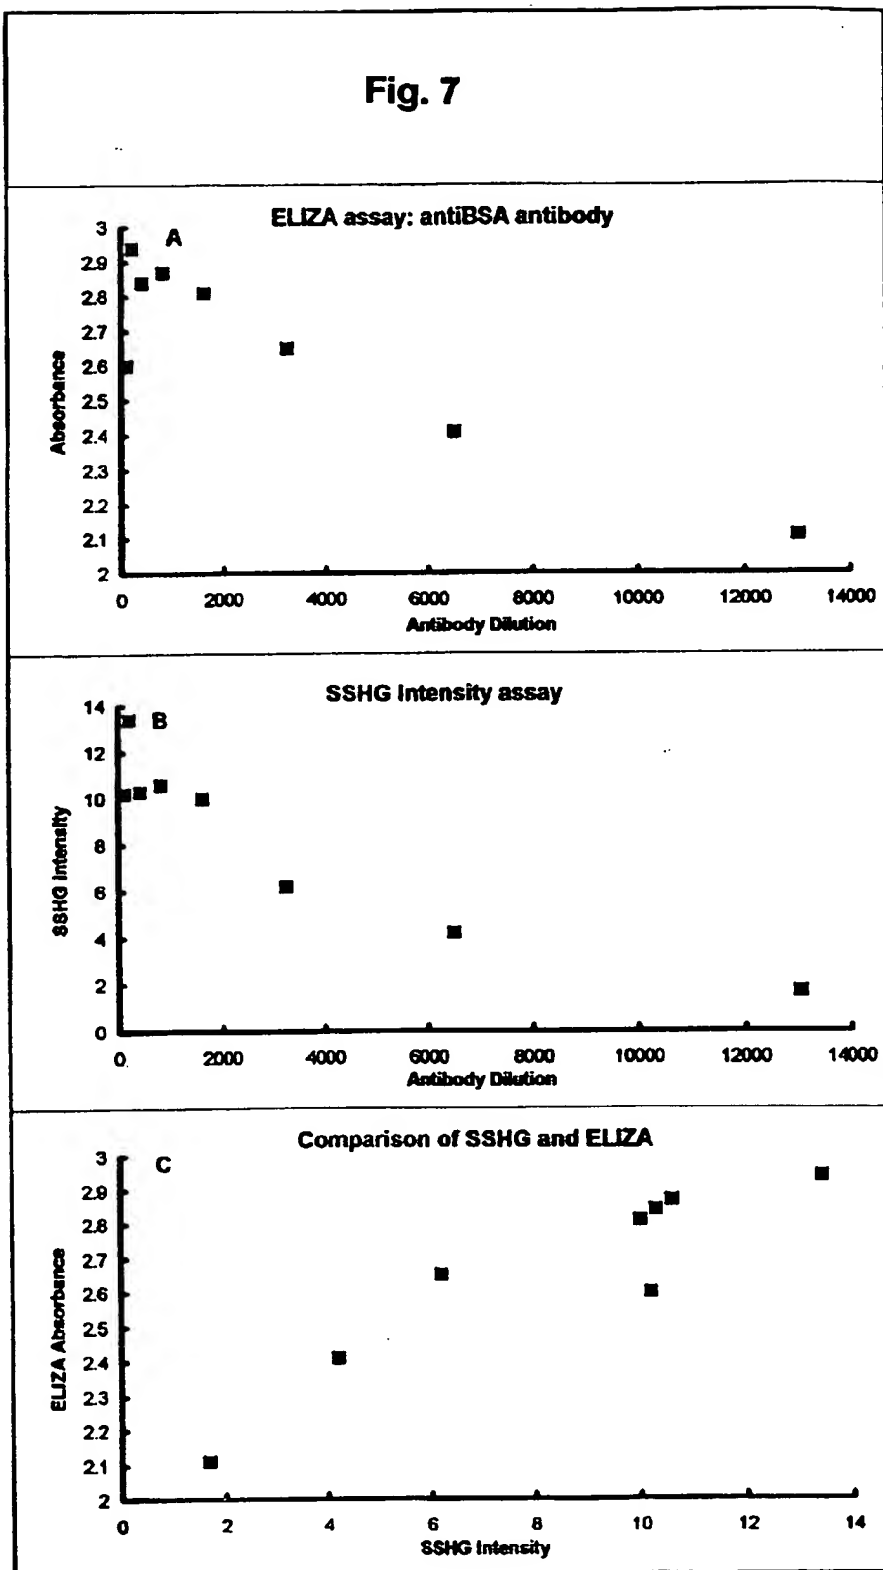 Fig. 7
ELIZA assay: antiBSA antibody
A
3
2.9
2.8
2.7
2.6
2.5
2.4
2.3
2.2
2.1
2
Absorbance
0 2000 4000 6000 8000 10000 12000 14000
Antibody Dilution
SSHG Intensity assay
B
14
12
10
8
6
4
2
0
SSHG Intensity
0 2000 4000 6000 8000 10000 12000 14000
Antibody Dilution
Comparison of SSHG and ELIZA
C
3
2.9
2.8
2.7
2.6
2.5
2.4
2.3
2.2
2.1
2
ELIZA Absorbance
0 2 4 6 8 10 12 14
SSHG Intensity